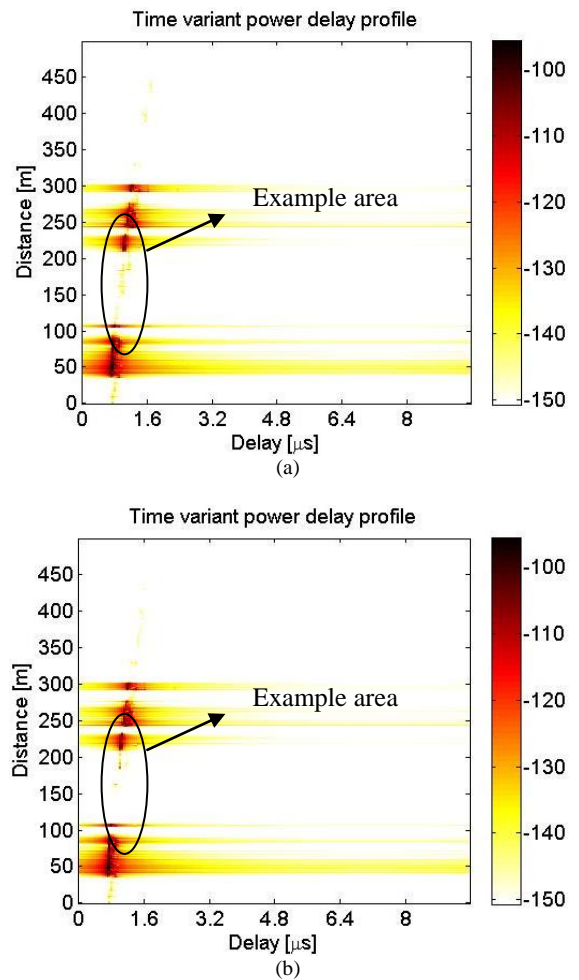 Time variant power delay profile
Distance [m]
450
400
350
300
250
200
150
100
50
0
Example area
-100
-110
-120
-130
-140
-150
0 1.6 3.2 4.8 6.4 8
Delay [μs]
(a)
Time variant power delay profile
Distance [m]
450
400
350
300
250
200
150
100
50
0
Example area
-100
-110
-120
-130
-140
-150
0 1.6 3.2 4.8 6.4 8
Delay [μs]
(b)